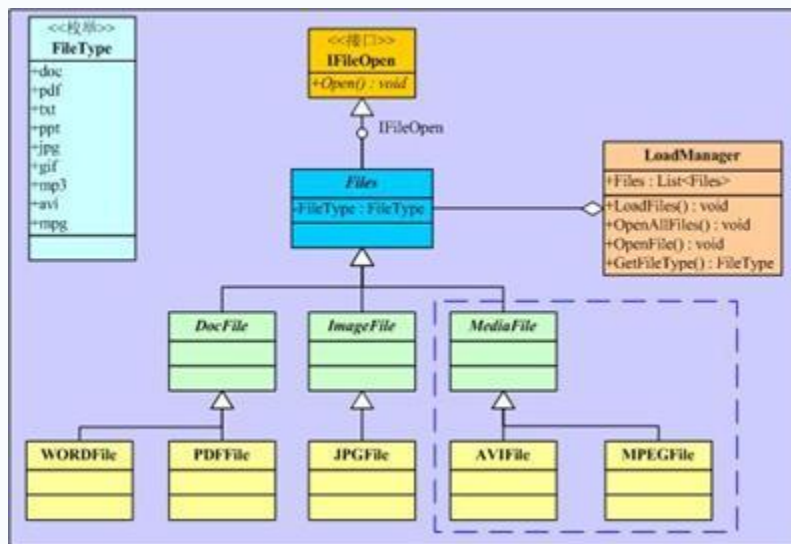 <<枚举>>
FileType
+doc
+pdf
+txt
+ppt
+jpg
+gif
+mp3
+avi
+mpg
<<接口>>
IFileOpen
+Open() : void
IFileOpen
Files
-FileType : FileType
LoadManager
+Files : List<Files>
+LoadFiles() : void
+OpenAllFiles() : void
+OpenFile() : void
+GetFileType() : FileType
DocFile
ImageFile
MediaFile
WORDFile
PDFFile
JPGFile
AVIFile
MPEGFile